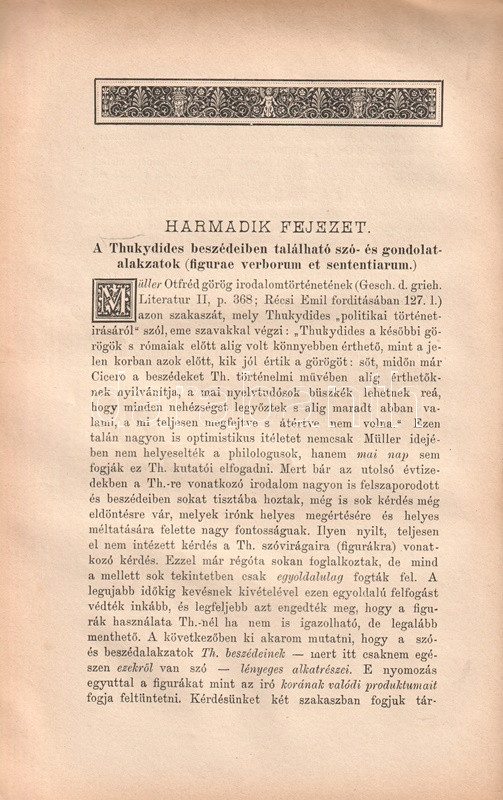 HARMADIK FEJEZET.
A Thukydides beszédeiben található szó- és gondolat-
alakzatok (figurae verborum et sententiarum.)
Müller Otfréd görög irodalomtörténetének (Gesch. d. grieh.
Literatur II, p. 368; Récsi Emil forditásában 127. l.)
azon szakaszát, mely Thukydides „politikai történet-
irásáról" szól, eme szavakkal végzi: „Thukydides a későbbi gö-
rögök s rómaiak előtt alig volt könnyebben érthető, mint a je-
len korban azok előtt, kik jól értik a görögöt: sőt, midőn már
Cicero a beszédeket Th. történelmi művében alig érthetők-
nek nyilvánítja, a mai nyelvtudósok büszkék lehetnek reá,
hogy minden nehézséget legyőztek s alig maradt abban va-
lami, a mi teljesen megfejtve s átértve nem volna." Ezen
talán nagyon is optimistikus itéletet nemcsak Müller idejé-
ben nem helyeselték a philologusok, hanem mai nap sem
fogják ez Th. kutatói elfogadni. Mert bár az utolsó évtize-
dekben a Th.-re vonatkozó irodalom nagyon is felszaporodott
és beszédeiben sokat tisztába hoztak, még is sok kérdés még
eldöntésre vár, melyek irónk helyes megértésére és helyes
méltatására felette nagy fontosságuak. Ilyen nyilt, teljesen
el nem intézett kérdés a Th. szóvirágaira (figurákra) vonat-
kozó kérdés. Ezzel már régóta sokan foglalkoztak, de mind
a mellett sok tekintetben csak egyoldalulag fogták fel. A
legujabb időkig kevésnek kivételével ezen egyoldalú felfogást
védték inkább, és legfeljebb azt engedték meg, hogy a figu-
rák használata Th.-nél ha nem is igazolható, de legalább
menthető. A következőben ki akarom mutatni, hogy a szó-
és beszédalakzatok Th. beszédeinek — mert itt csaknem egé-
szen ezekről van szó — lényeges alkatrészei. E nyomozás
egyuttal a figurákat mint az iró korának valódi produktumait
fogja feltüntetni. Kérdésünket két szakaszban fogjuk tár-